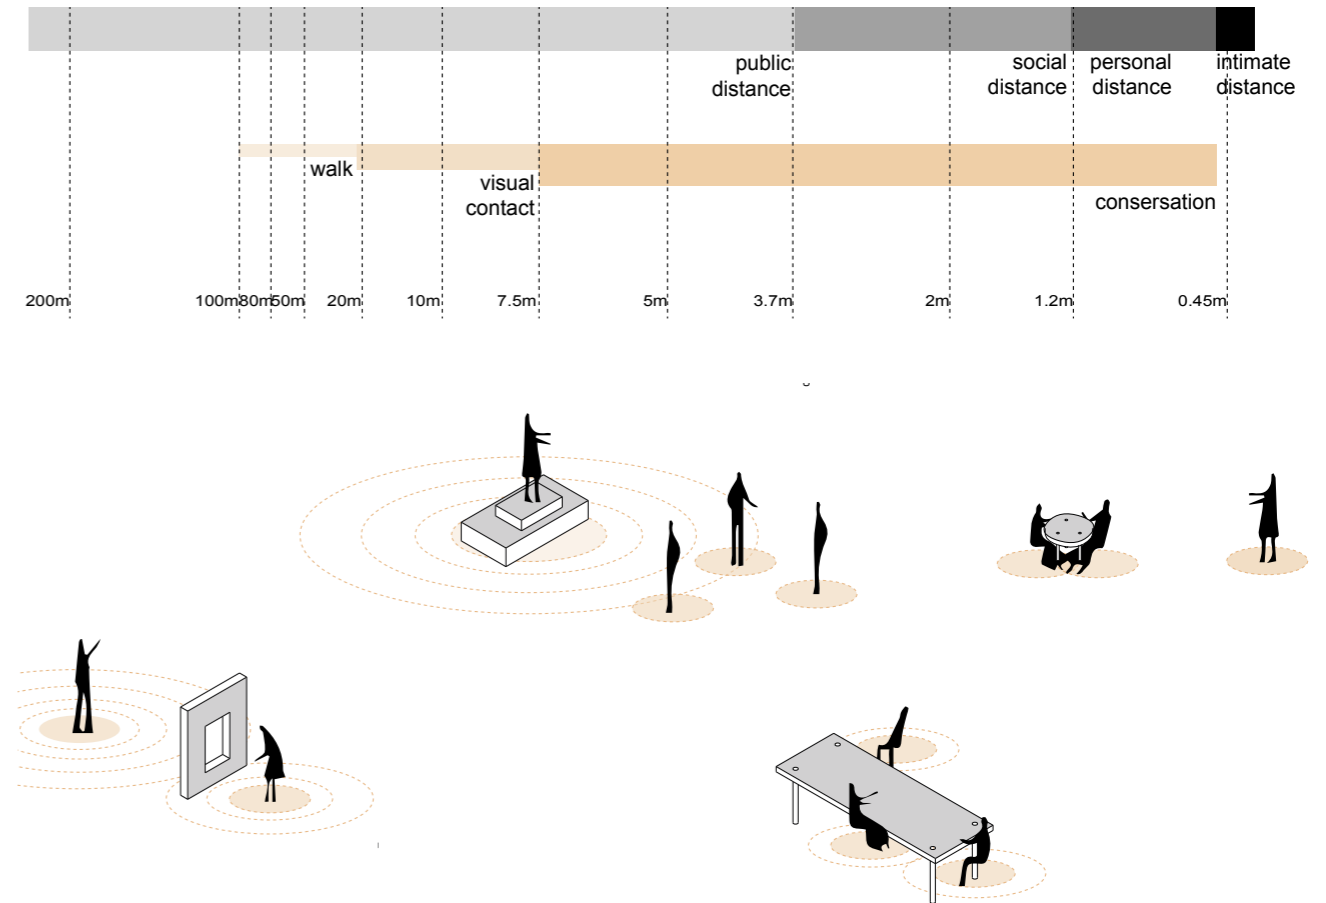 public
distance
social
distance
personal
distance
intimate
distance
walk
visual
contact
consersation
200m
100m
80m
50m
20m
10m
7.5m
5m
3.7m
2m
1.2m
0.45m